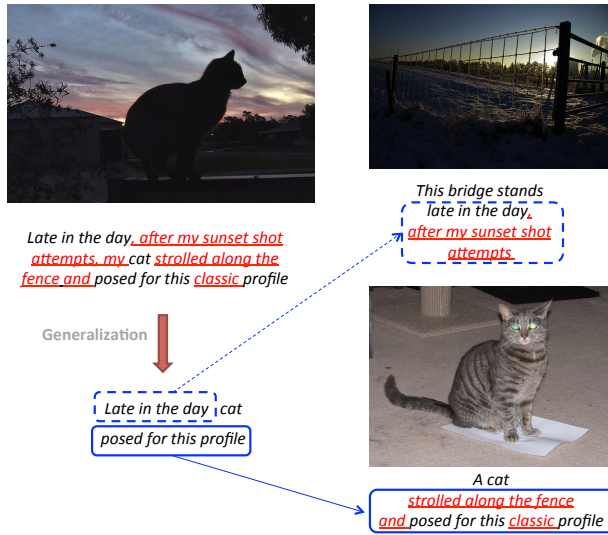 Late in the day, after my sunset shot
attempts, my cat strolled along the
fence and posed for this classic profile
Generalization
Late in the day cat
posed for this profile
This bridge stands
late in the day,
after my sunset shot
attempts
A cat
strolled along the fence
and posed for this classic profile